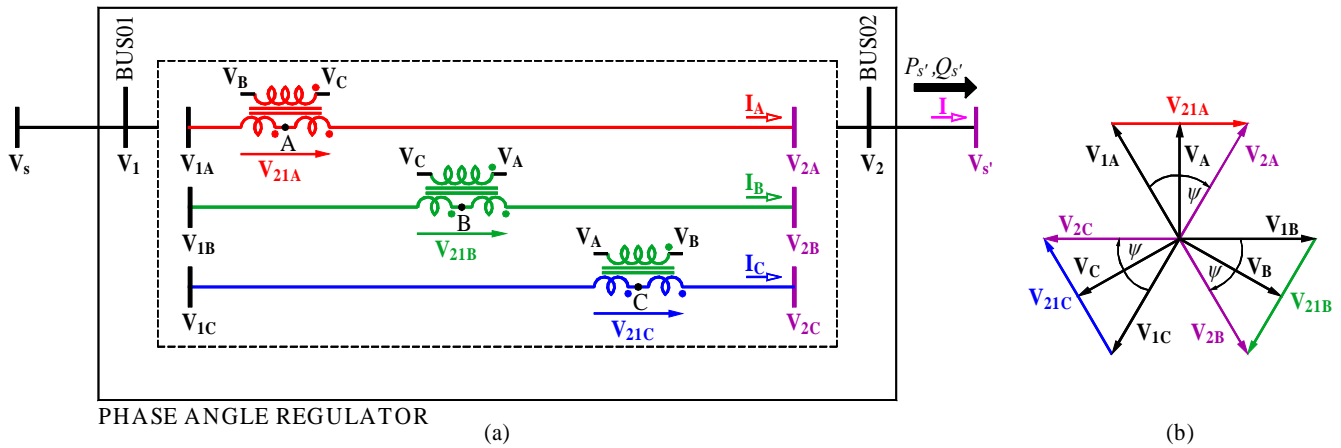 BUS01
BUS02
P_s',Q_s'
V_B V_C
I_A
I
A
V_s
V_1
V_1A
V_21A
V_C V_A
I_B
V_2A
V_2
V_s'
B
V_1B
V_21B
V_A V_B
I_C
V_2B
C
V_1C
V_21C
V_2C
PHASE ANGLE REGULATOR
(a)
V_21A
V_1A
V_A
V_2A
ψ
V_2C
V_1B
V_C
ψ
ψ
V_B
V_21C
V_21B
V_1C
V_2B
(b)